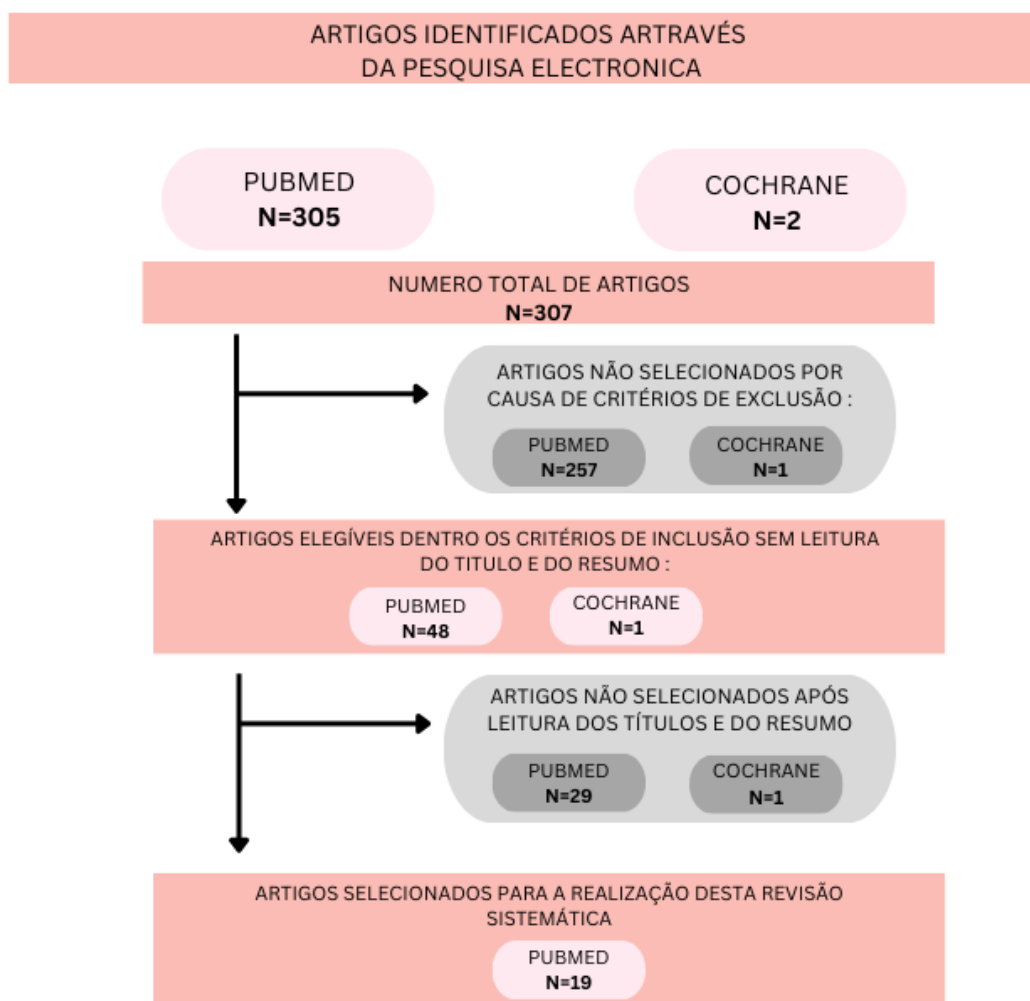 ARTIGOS IDENTIFICADOS ARTRAVÉS
DA PESQUISA ELECTRONICA
PUBMED
N=305
COCHRANE
N=2
NUMERO TOTAL DE ARTIGOS
N=307
ARTIGOS NÃO SELECIONADOS POR
CAUSA DE CRITÉRIOS DE EXCLUSÃO :
PUBMED
N=257
COCHRANE
N=1
ARTIGOS ELEGÍVEIS DENTRO OS CRITÉRIOS DE INCLUSÃO SEM LEITURA
DO TITULO E DO RESUMO :
PUBMED
N=48
COCHRANE
N=1
ARTIGOS NÃO SELECIONADOS APÓS
LEITURA DOS TÍTULOS E DO RESUMO
PUBMED
N=29
COCHRANE
N=1
ARTIGOS SELECIONADOS PARA A REALIZAÇÃO DESTA REVISÃO
SISTEMÁTICA
PUBMED
N=19